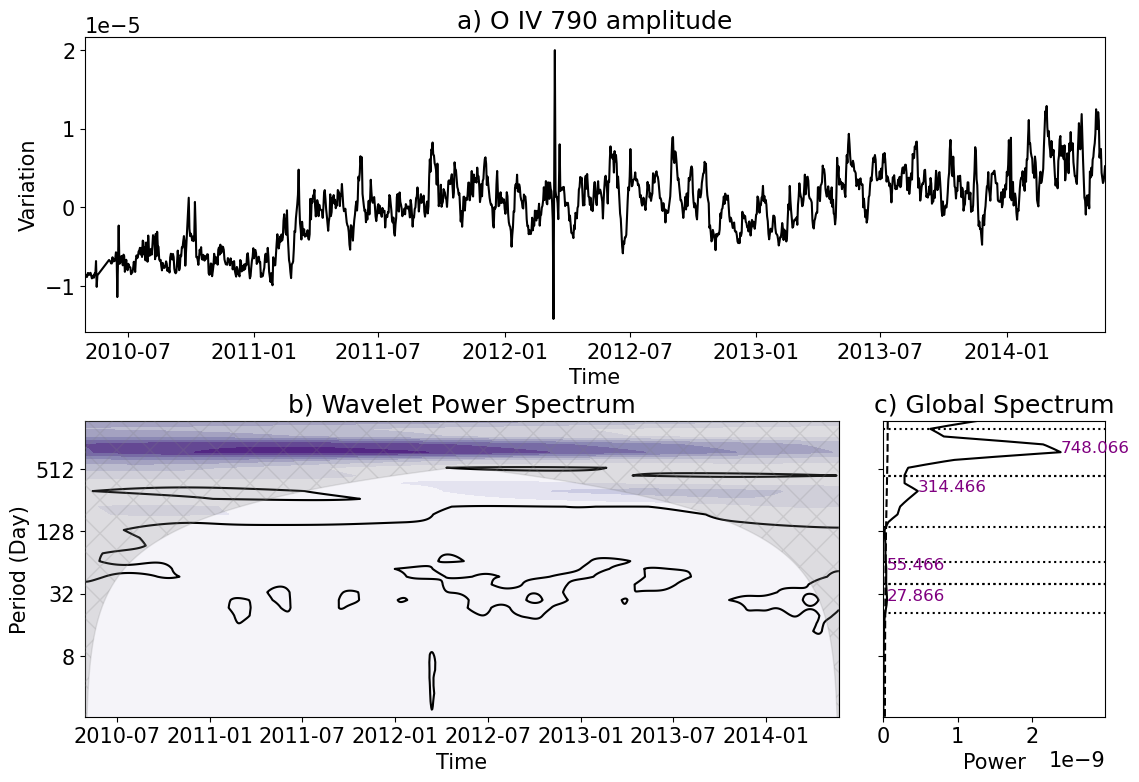 a) O IV 790 amplitude
1e−5
2
1
0
−1
Variation
2010-07 2011-01 2011-07 2012-01 2012-07 2013-01 2013-07 2014-01
Time
b) Wavelet Power Spectrum
512
128
32
8
Period (Day)
2010-07 2011-01 2011-07 2012-01 2012-07 2013-01 2013-07 2014-01
Time
c) Global Spectrum
748.066
314.466
55.466
27.866
0 1 2
Power 1e−9